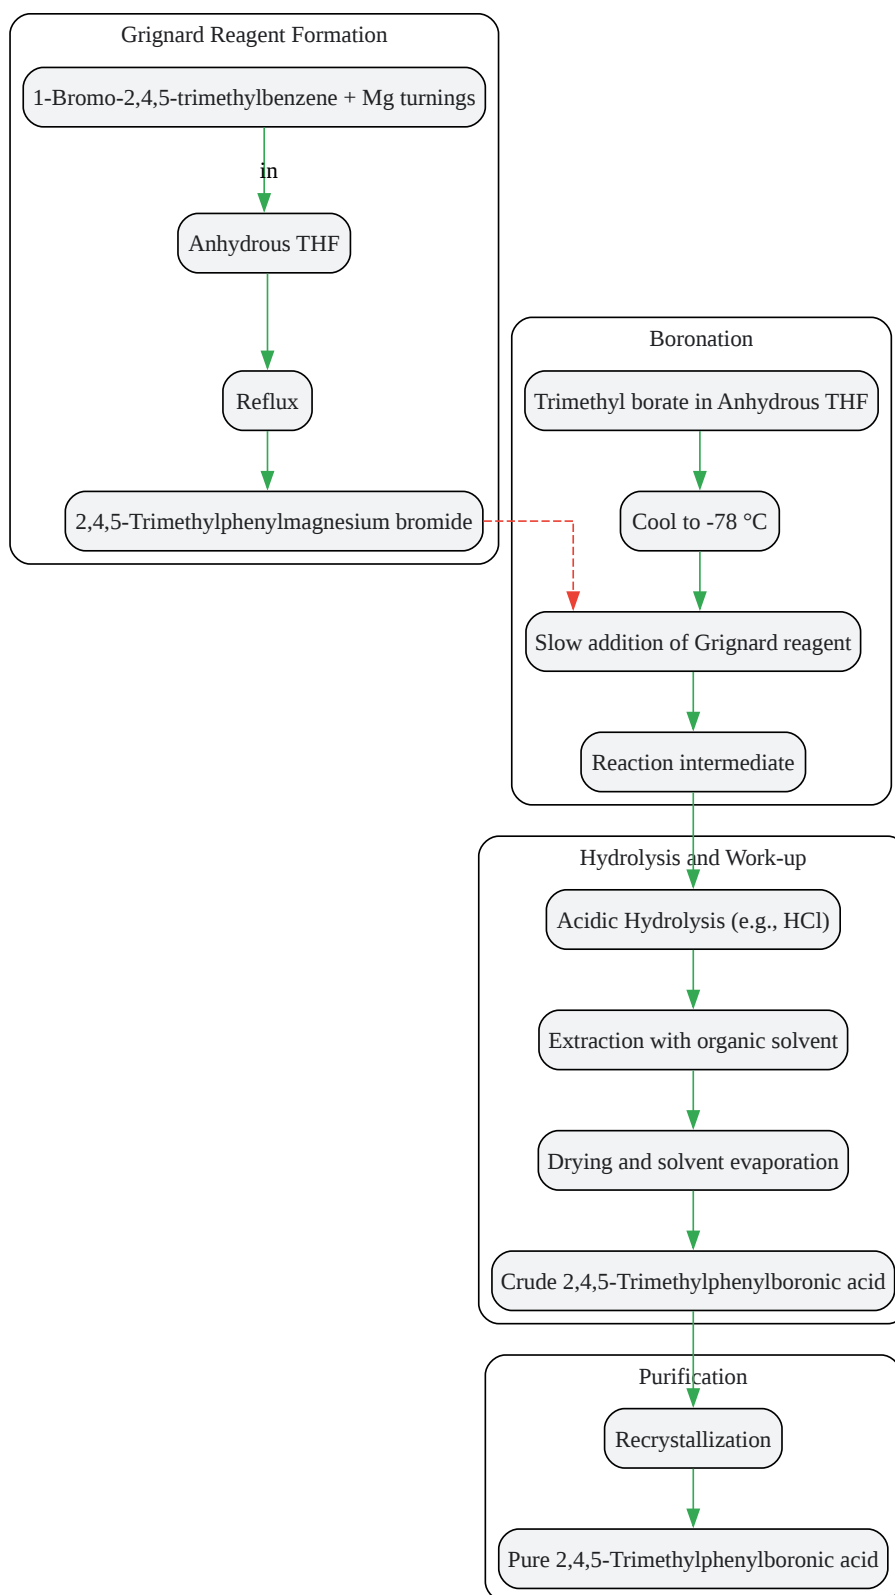 Grignard Reagent Formation
1-Bromo-2,4,5-trimethylbenzene + Mg turnings
in
Anhydrous THF
Reflux
2,4,5-Trimethylphenylmagnesium bromide
Boronation
Trimethyl borate in Anhydrous THF
Cool to -78 °C
Slow addition of Grignard reagent
Reaction intermediate
Hydrolysis and Work-up
Acidic Hydrolysis (e.g., HCl)
Extraction with organic solvent
Drying and solvent evaporation
Crude 2,4,5-Trimethylphenylboronic acid
Purification
Recrystallization
Pure 2,4,5-Trimethylphenylboronic acid